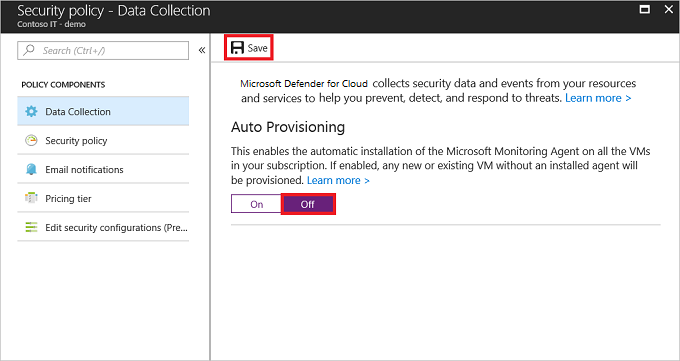 Security policy - Data Collection
Contoso IT - demo
Search (Ctrl+/)
POLICY COMPONENTS
Data Collection
Security policy
Email notifications
Pricing tier
Edit security configurations (Pre...
Save
Microsoft Defender for Cloud collects security data and events from your resources
and services to help you prevent, detect, and respond to threats. Learn more >
Auto Provisioning
This enables the automatic installation of the Microsoft Monitoring Agent on all the VMs
in your subscription. If enabled, any new or existing VM without an installed agent will
be provisioned. Learn more >
On Off